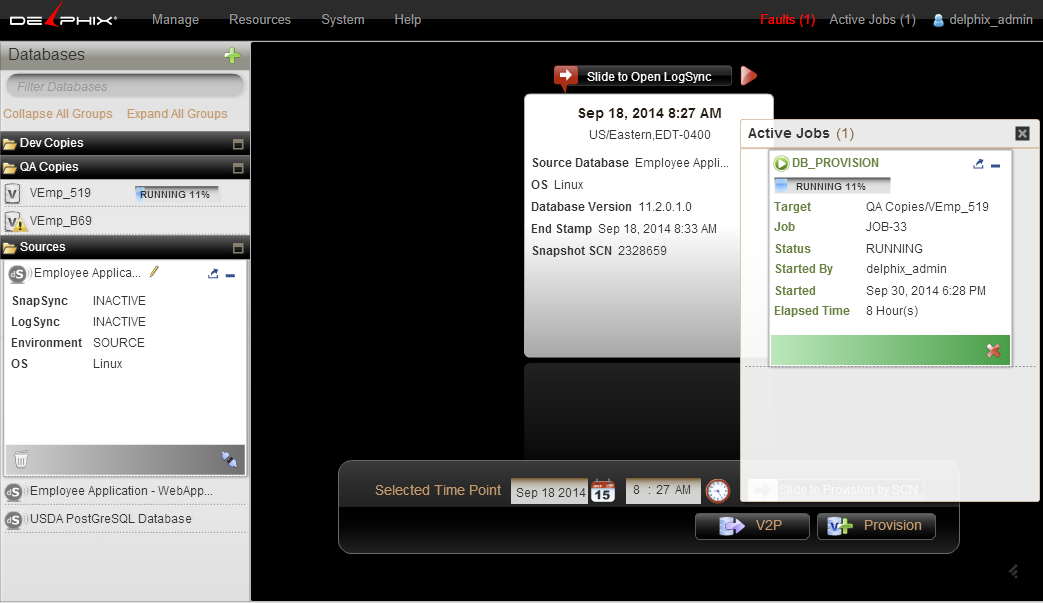 DELPHIX
Manage Resources System Help
Faults (1) Active Jobs (1) delphix_admin
Databases
Filter Databases
Collapse All Groups Expand All Groups
Dev Copies
QA Copies
VEmp_519 RUNNING 11%
VEmp_B69
Sources
dS Employee Applica...
SnapSync INACTIVE
LogSync INACTIVE
Environment SOURCE
OS Linux
dS Employee Application - WebApp...
dS USDA PostGreSQL Database
Slide to Open LogSync
Sep 18, 2014 8:27 AM
US/Eastern,EDT-0400
Source Database Employee Appli...
OS Linux
Database Version 11.2.0.1.0
End Stamp Sep 18, 2014 8:33 AM
Snapshot SCN 2328659
Active Jobs (1)
DB_PROVISION
RUNNING 11%
Target QA Copies/VEmp_519
Job JOB-33
Status RUNNING
Started By delphix_admin
Started Sep 30, 2014 6:28 PM
Elapsed Time 8 Hour(s)
Selected Time Point Sep 18 2014 15 8 : 27 AM
Slide to Provision by SCN
V2P V Provision